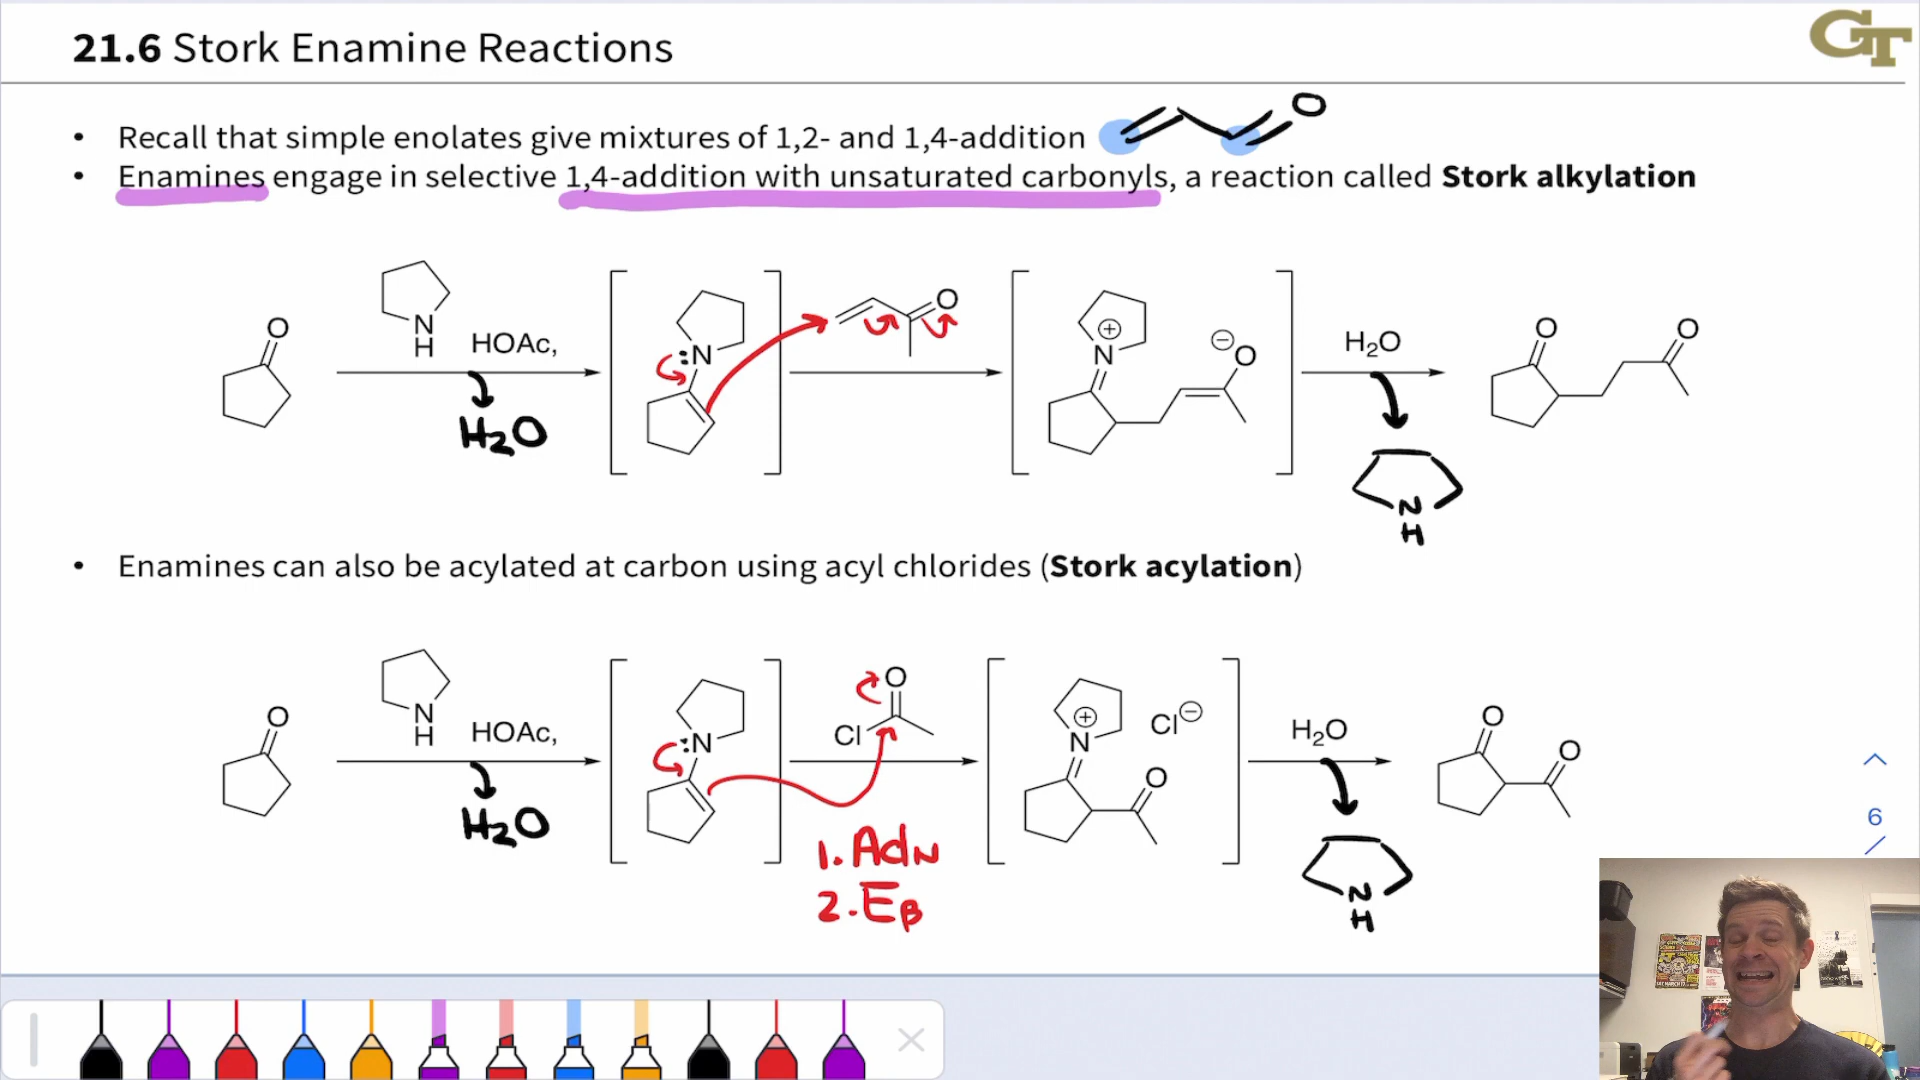 21.6 Stork Enamine Reactions
GT
• Recall that simple enolates give mixtures of 1,2- and 1,4-addition
O
• Enamines engage in selective 1,4-addition with unsaturated carbonyls, a reaction called Stork alkylation
O
N
H
HOAc,
H2O
:N
O
⊕
N
⊖
O
H₂O
N
H
O
O
• Enamines can also be acylated at carbon using acyl chlorides (Stork acylation)
O
N
H
HOAc,
H2O
:N
O
Cl
1. AdN
2. Eβ
⊕
N
Cl⊖
O
H₂O
N
H
O
O
6